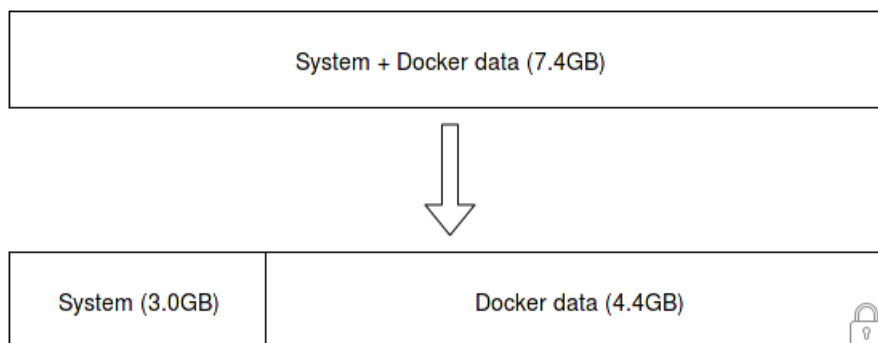 System + Docker data (7.4GB)
System (3.0GB)
Docker data (4.4GB)